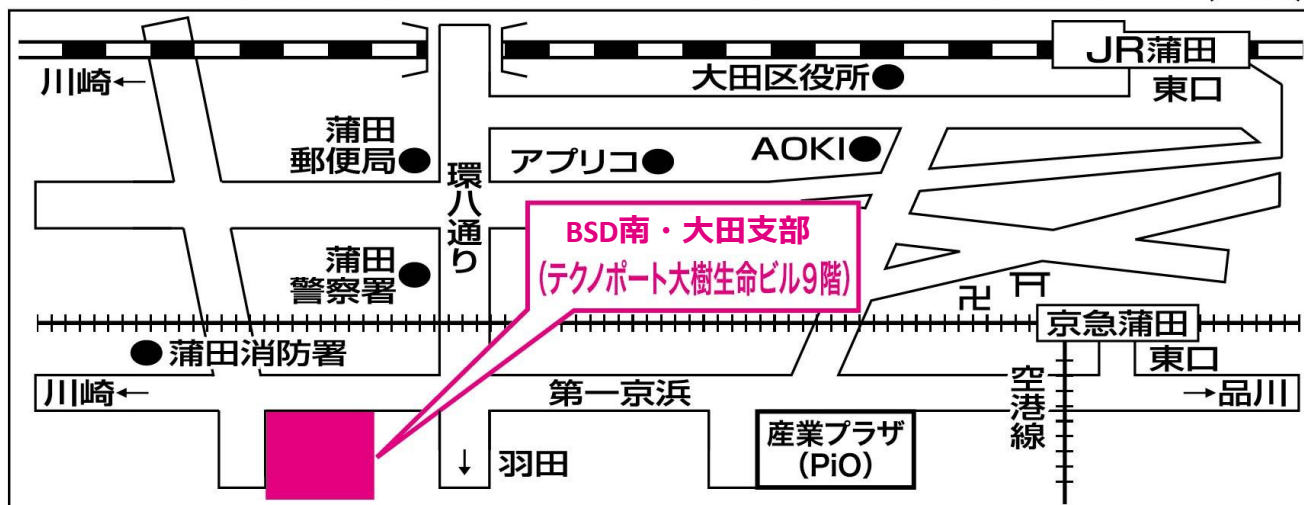 JR蒲田
川崎←
大田区役所
東口
蒲田
郵便局
アプリコ
AOKI
環八通り
BSD南・大田支部
(テクノポート大樹生命ビル9階)
蒲田
警察署
卍
京急蒲田
蒲田消防署
東口
川崎←
第一京浜
空港線
→品川
産業プラザ
(PiO)
↓羽田